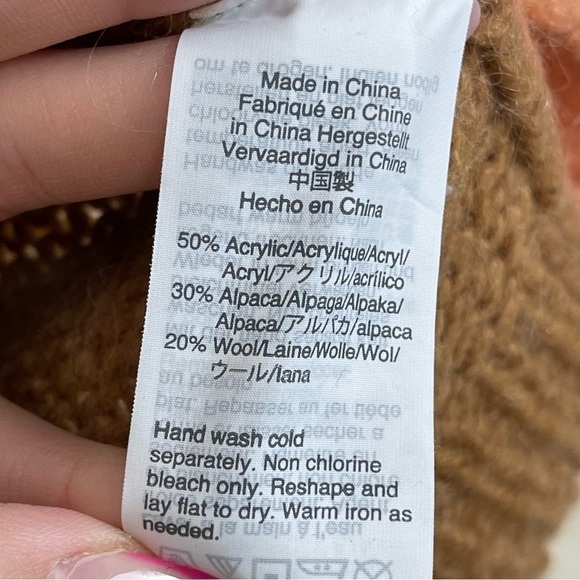 Made in China
Fabriqué en Chine
in China Hergestellt
Vervaardigd in China
中国製
Hecho en China
50% Acrylic/Acrylique/Acryl/
Acryl/アクリル/acrílico
30% Alpaca/Alpaga/Alpaka/
Alpaca/アルパカ/alpaca
20% Wool/Laine/Wolle/Wol/
ウール/lana
Hand wash cold
separately. Non chlorine
bleach only. Reshape and
lay flat to dry. Warm iron as
needed.